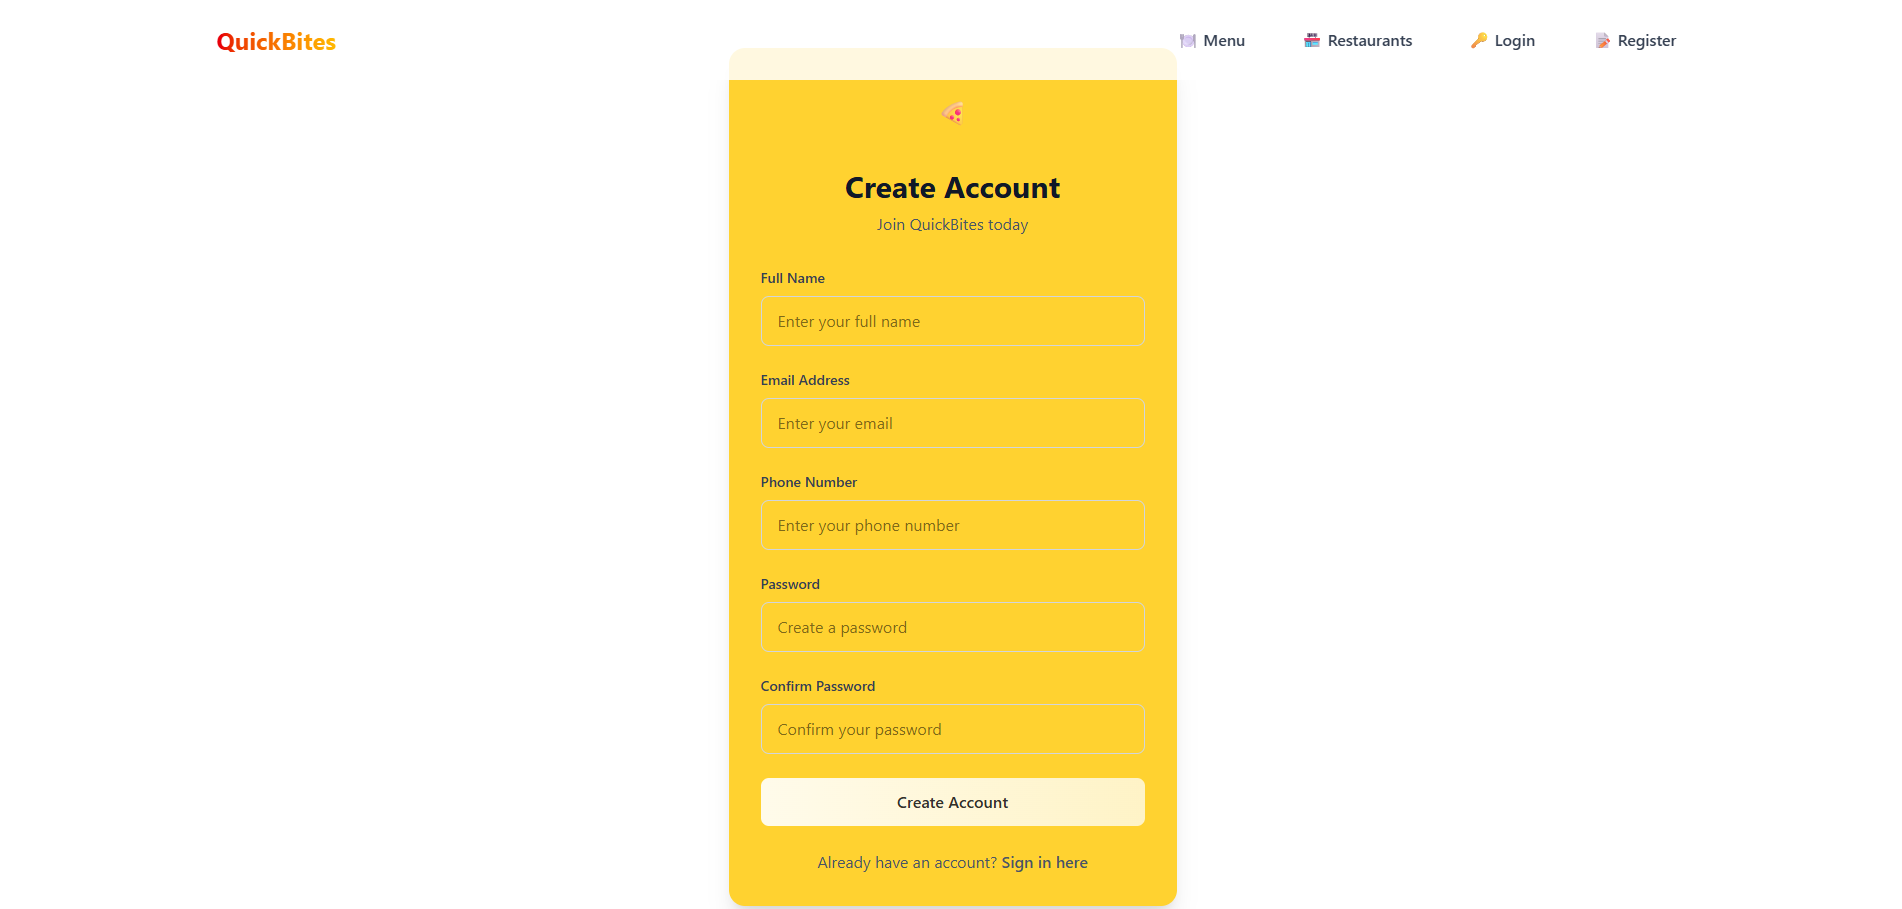 QuickBites
Menu
Restaurants
Login
Register
Create Account
Join QuickBites today
Full Name
Enter your full name
Email Address
Enter your email
Phone Number
Enter your phone number
Password
Create a password
Confirm Password
Confirm your password
Create Account
Already have an account? Sign in here